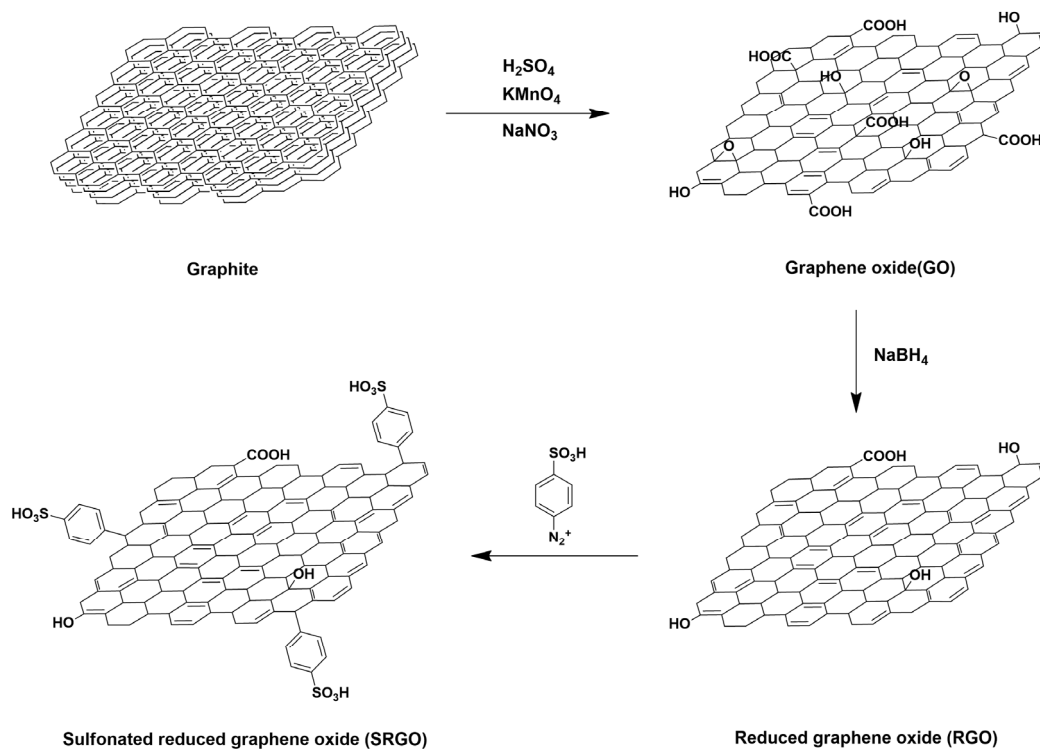 H2SO4
KMnO4
NaNO3
Graphite
COOH
HO
HOOC
HO
O
COOH
OH
COOH
O
HO
COOH
Graphene oxide(GO)
NaBH4
COOH
HO
OH
HO
Reduced graphene oxide (RGO)
SO3H
N2+
HO3S
COOH
HO3S
OH
HO
SO3H
Sulfonated reduced graphene oxide (SRGO)